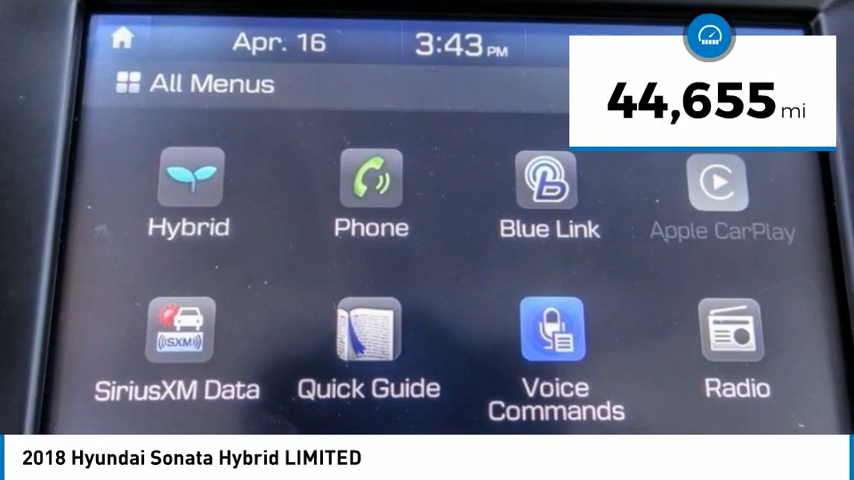 Apr. 16 3:43 PM
44,655 mi
All Menus
Hybrid Phone Blue Link Apple CarPlay
SXM
SiriusXM Data Quick Guide Voice Commands Radio
2018 Hyundai Sonata Hybrid LIMITED